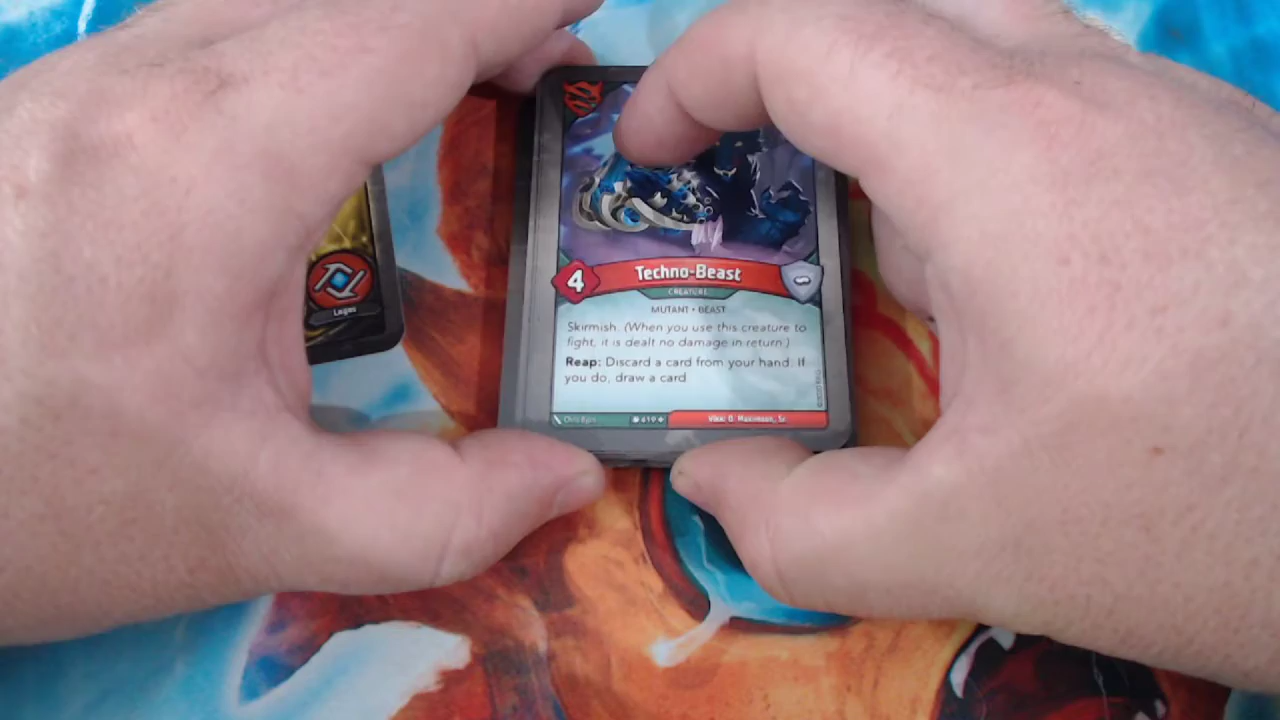 Techno-Beast
4
CREATURE
MUTANT • BEAST
Skirmish. (When you use this creature to
fight, it is dealt no damage in return.)
Reap: Discard a card from your hand. If
you do, draw a card
419
Logos